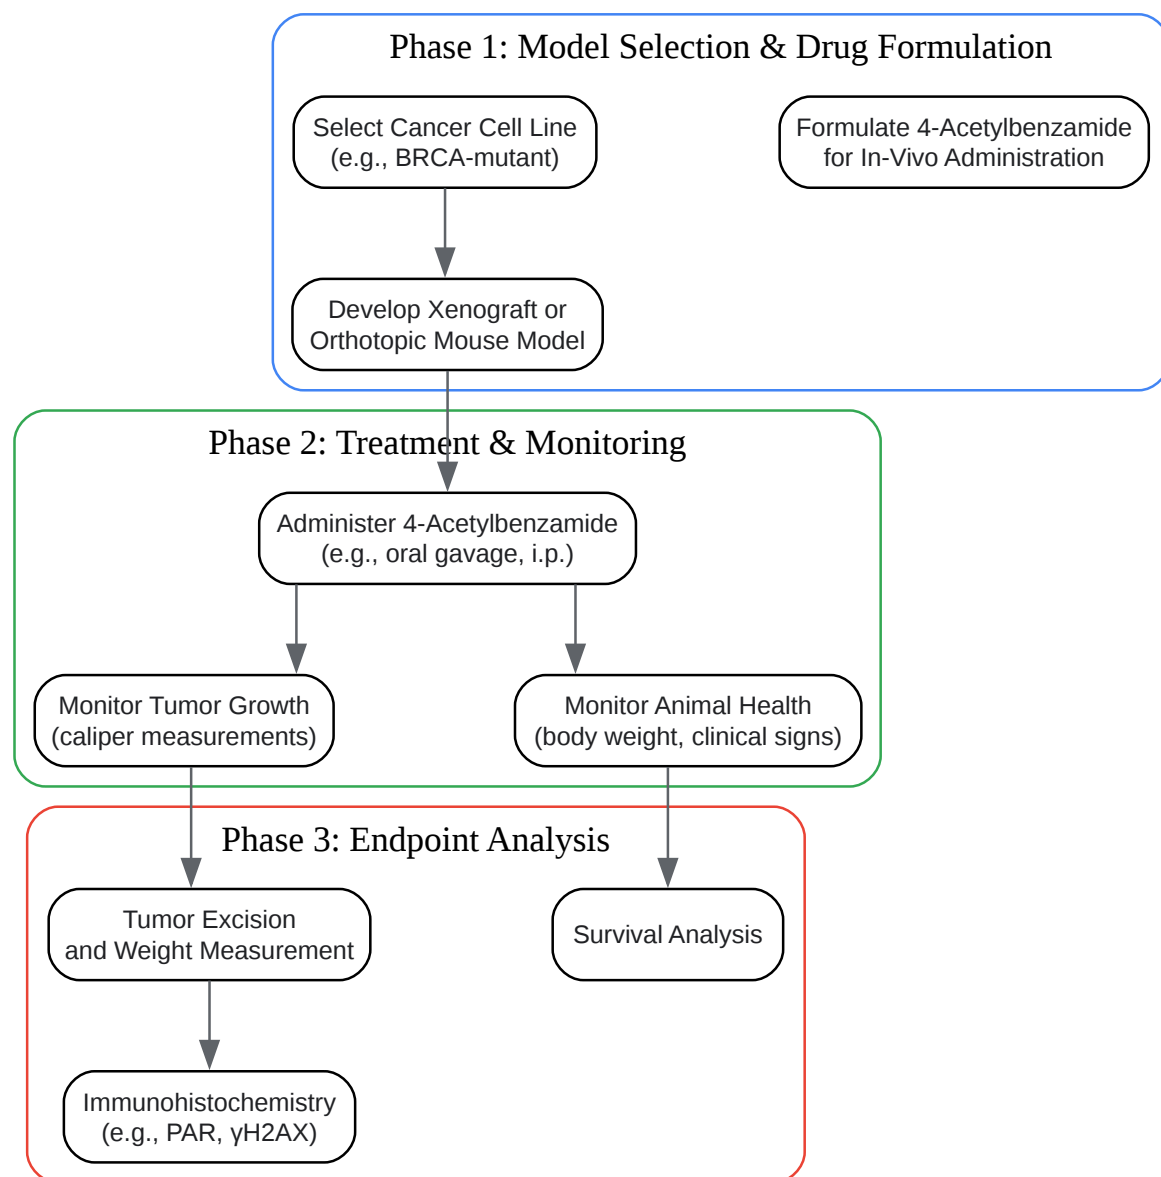 Phase 1: Model Selection & Drug Formulation
Select Cancer Cell Line
(e.g., BRCA-mutant)
Formulate 4-Acetylbenzamide
for In-Vivo Administration
Develop Xenograft or
Orthotopic Mouse Model
Phase 2: Treatment & Monitoring
Administer 4-Acetylbenzamide
(e.g., oral gavage, i.p.)
Monitor Tumor Growth
(caliper measurements)
Monitor Animal Health
(body weight, clinical signs)
Phase 3: Endpoint Analysis
Tumor Excision
and Weight Measurement
Survival Analysis
Immunohistochemistry
(e.g., PAR, γH2AX)